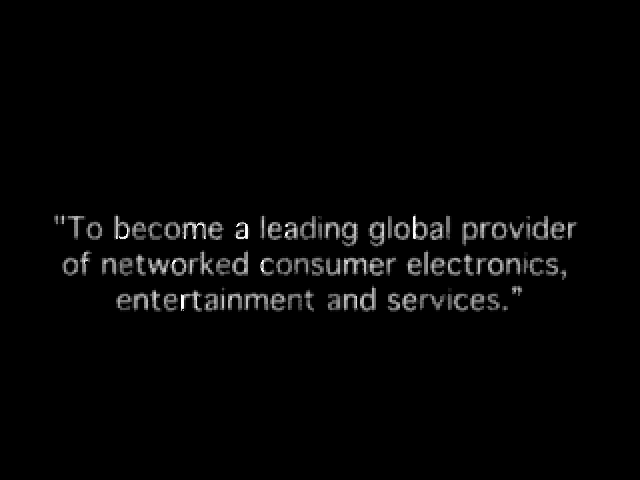 "To become a leading global provider
of networked consumer electronics,
entertainment and services."